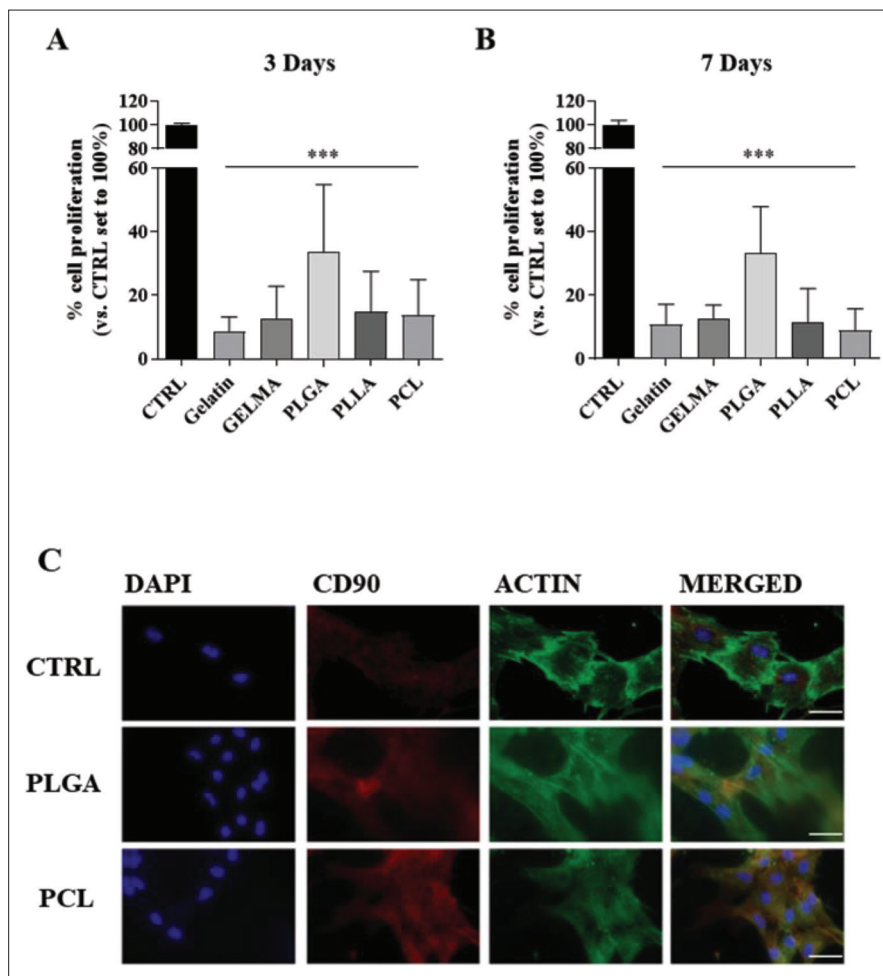 A
3 Days
% cell proliferation
(vs. CTRL set to 100%)
120
100
80
60
40
20
0
***
CTRL
Gelatin
GELMA
PLGA
PLLA
PCL
B
7 Days
% cell proliferation
(vs. CTRL set to 100%)
120
100
80
60
40
20
0
***
CTRL
Gelatin
GELMA
PLGA
PLLA
PCL
C
DAPI CD90 ACTIN MERGED
CTRL
PLGA
PCL